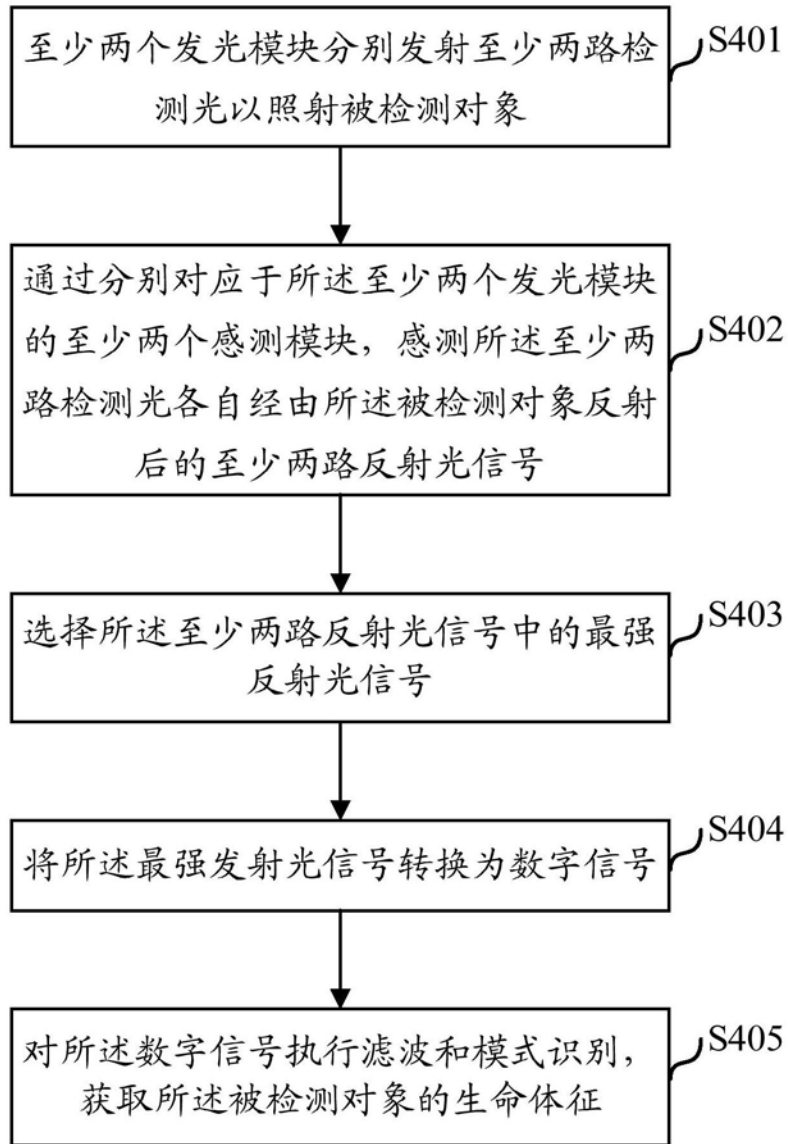 至少两个发光模块分别发射至少两路检
测光以照射被检测对象
S401
通过分别对应于所述至少两个发光模块
的至少两个感测模块，感测所述至少两
路检测光各自经由所述被检测对象反射
后的至少两路反射光信号
S402
选择所述至少两路反射光信号中的最强
反射光信号
S403
将所述最强发射光信号转换为数字信号
S404
对所述数字信号执行滤波和模式识别，
获取所述被检测对象的生命体征
S405